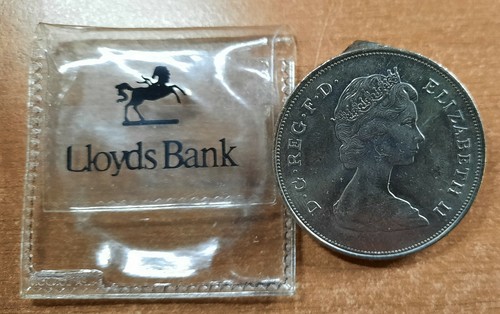 Lloyds Bank
D·G·REG·F·D·
ELIZABETH II